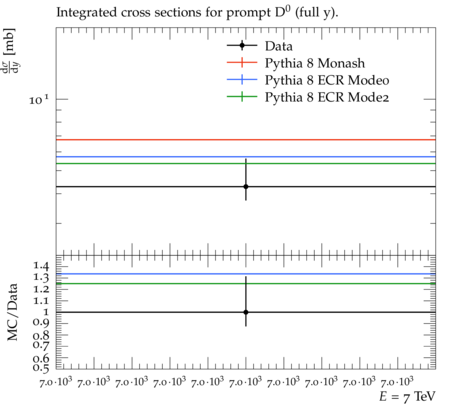 Integrated cross sections for prompt D⁰ (full y).
dσ/dy [mb]
10¹
Data
Pythia 8 Monash
Pythia 8 ECR Mode0
Pythia 8 ECR Mode2
MC/Data
1.4
1.3
1.2
1.1
1
0.9
0.8
0.7
0.6
0.5
7.0·10³ 7.0·10³ 7.0·10³ 7.0·10³ 7.0·10³ 7.0·10³ 7.0·10³ 7.0·10³ 7.0·10³ 7.0·10³
E = 7 TeV